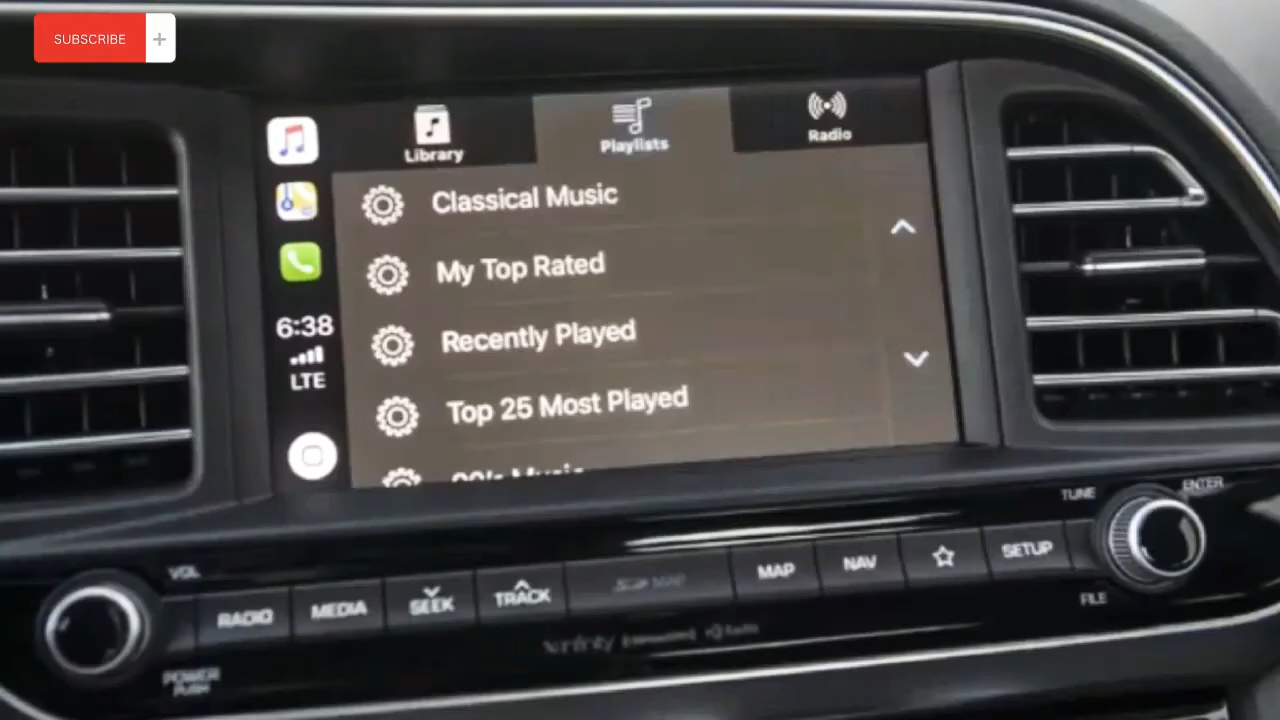 SUBSCRIBE +
Library
Playlists
Radio
Classical Music
My Top Rated
Recently Played
Top 25 Most Played
6:38
LTE
TUNE
ENTER
VOL
RADIO
MEDIA
SEEK
TRACK
MAP
NAV
SETUP
FILE
POWER
PUSH